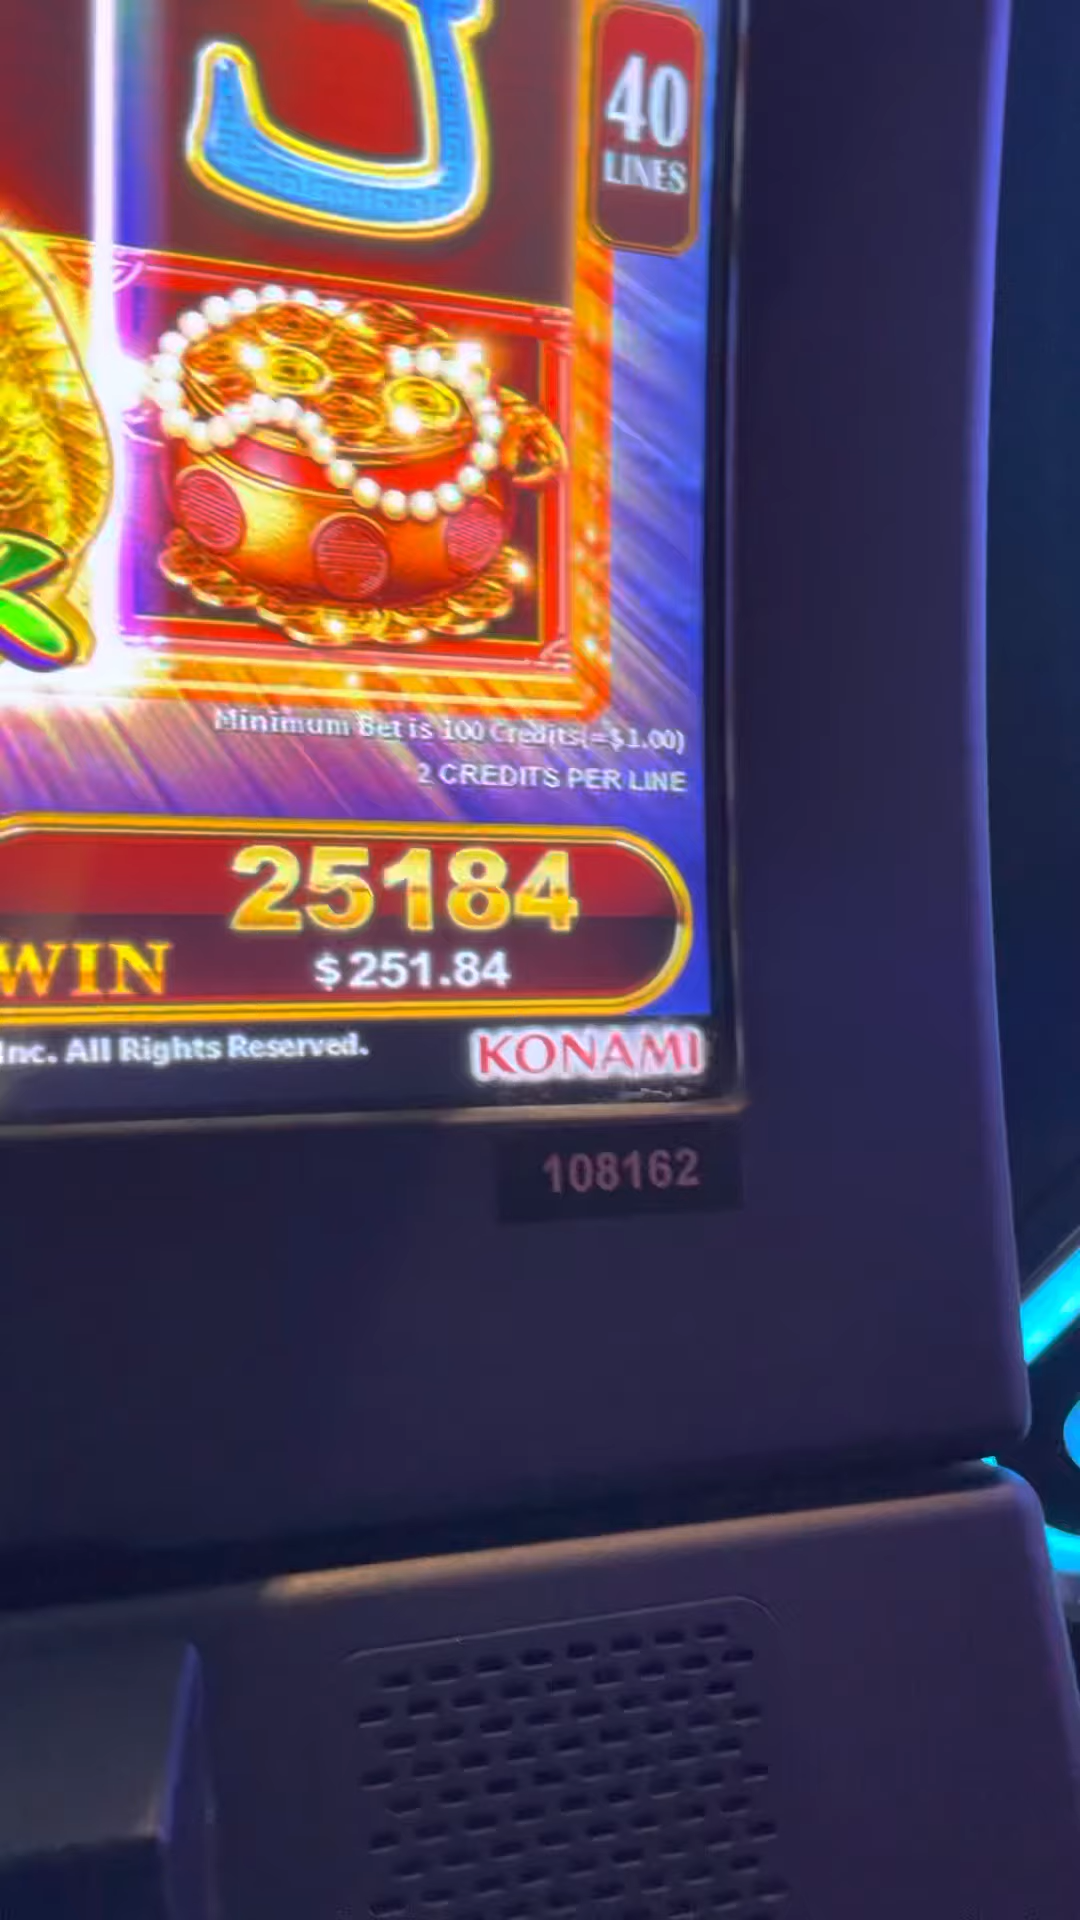 J
40
LINES
Minimum Bet is 100 Credits(=$1.00)
2 CREDITS PER LINE
25184
WIN
$251.84
Inc. All Rights Reserved.
KONAMI
108162